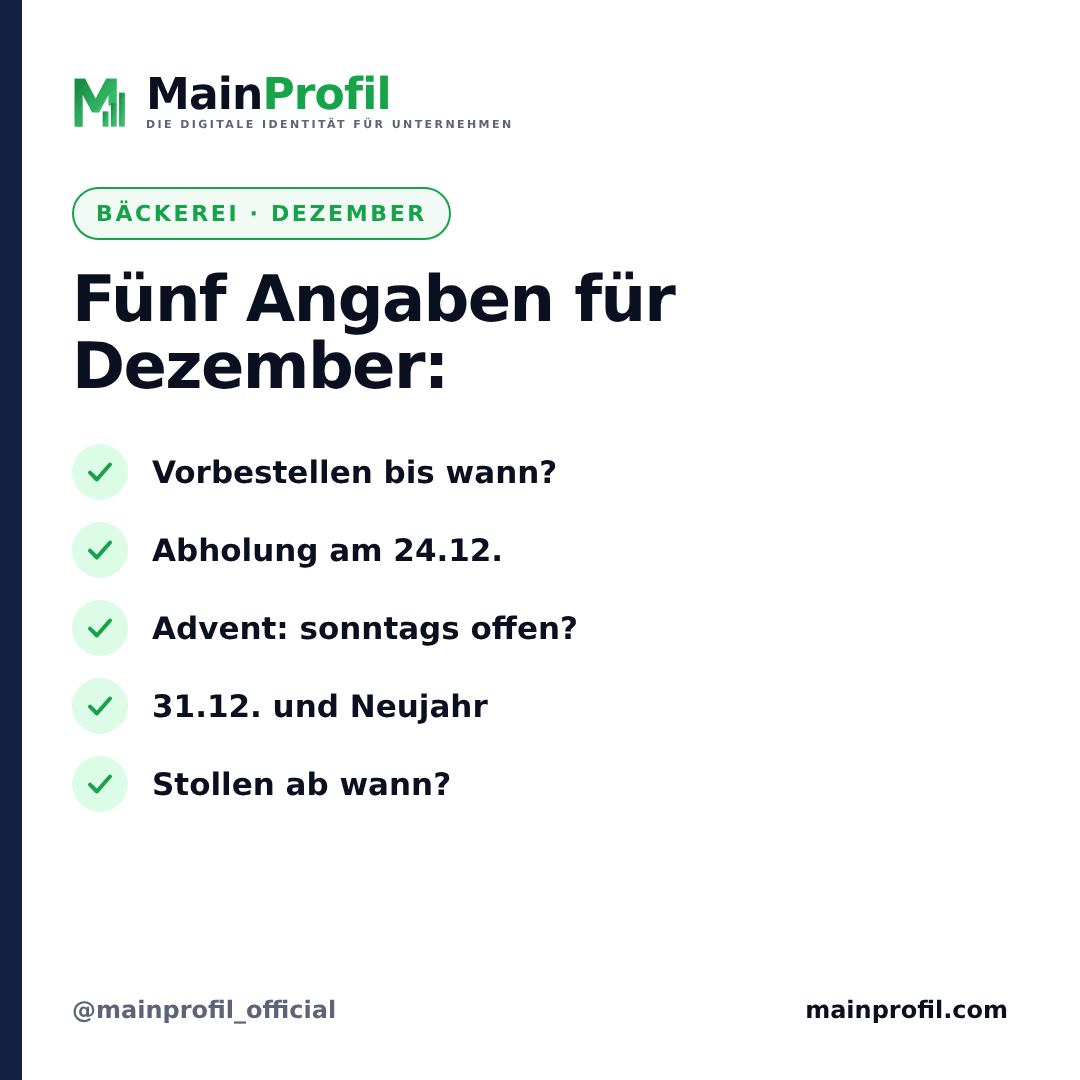 MainProfil
DIE DIGITALE IDENTITÄT FÜR UNTERNEHMEN
BÄCKEREI · DEZEMBER
Fünf Angaben für
Dezember:
Vorbestellen bis wann?
Abholung am 24.12.
Advent: sonntags offen?
31.12. und Neujahr
Stollen ab wann?
@mainprofil_official
mainprofil.com